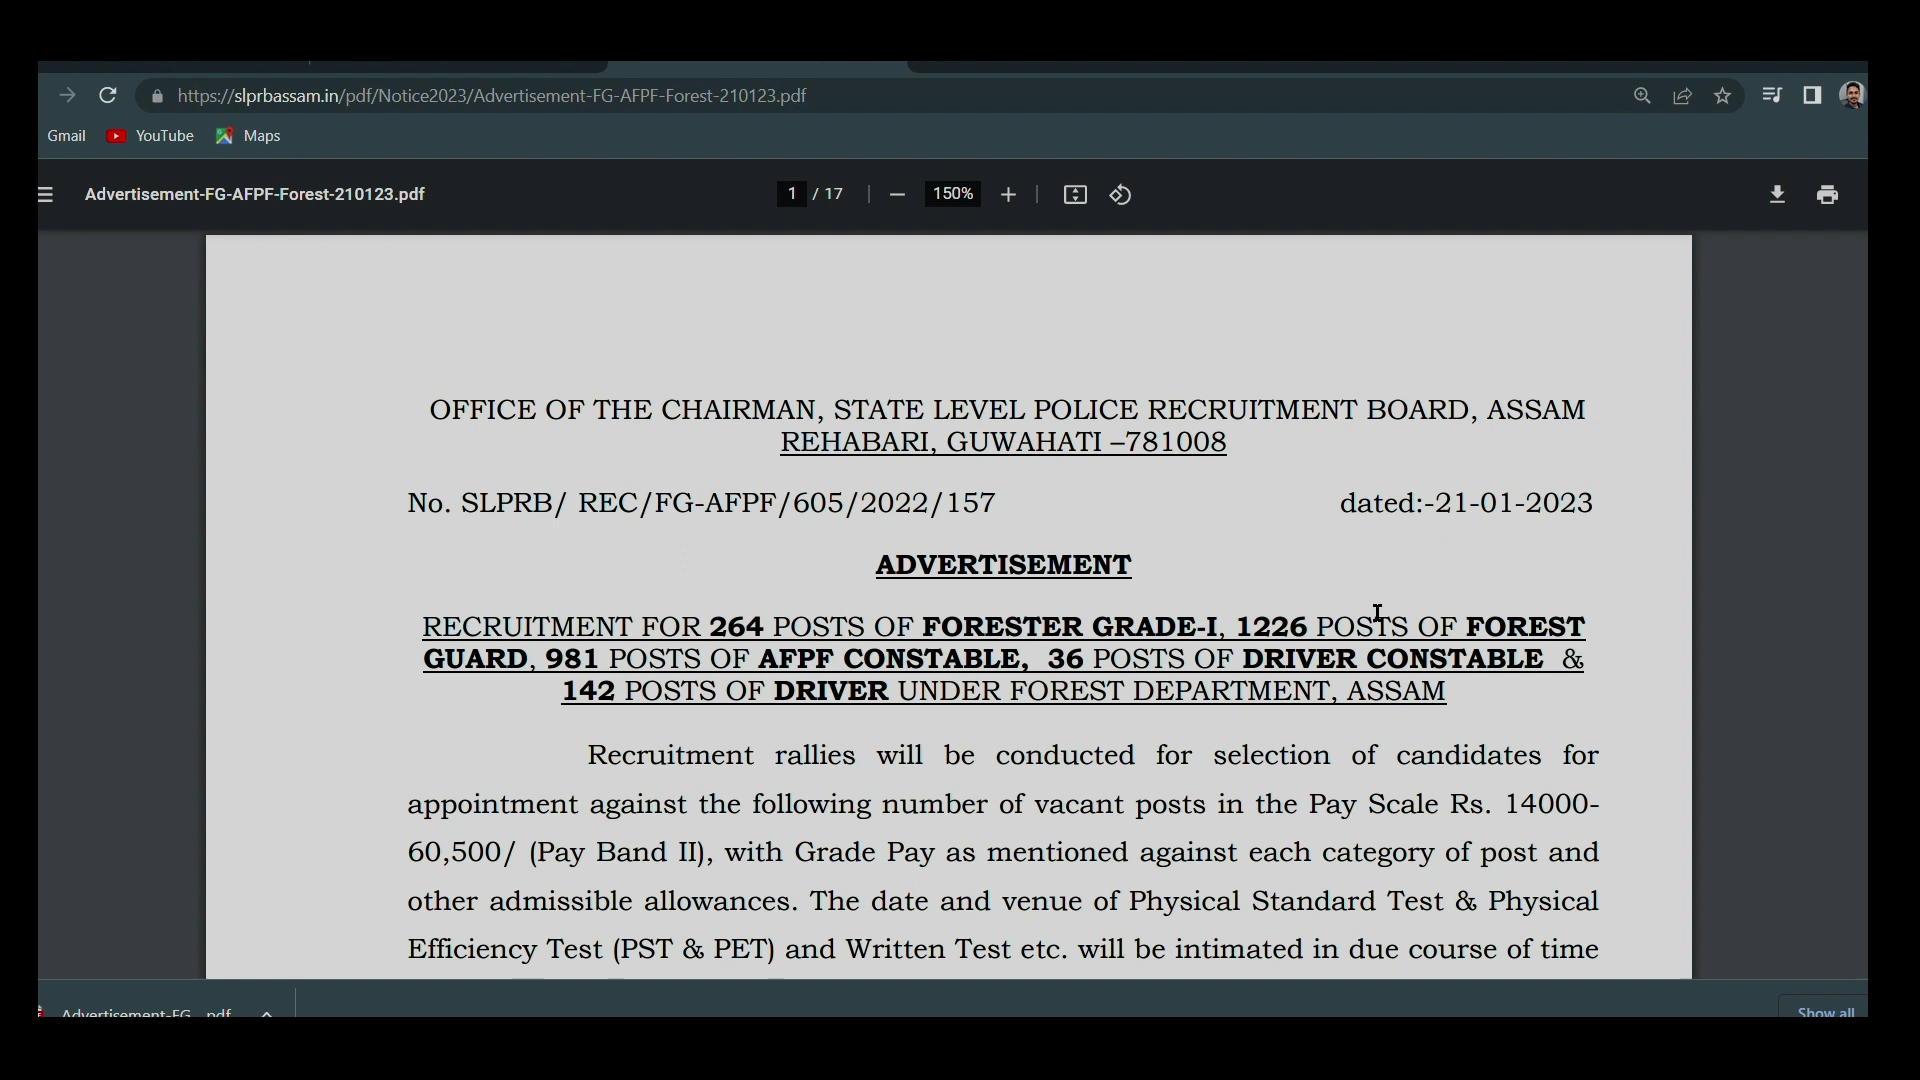 https://slprbassam.in/pdf/Notice2023/Advertisement-FG-AFPF-Forest-210123.pdf
Gmail YouTube Maps
Advertisement-FG-AFPF-Forest-210123.pdf 1 / 17 150%
OFFICE OF THE CHAIRMAN, STATE LEVEL POLICE RECRUITMENT BOARD, ASSAM
REHABARI, GUWAHATI –781008
No. SLPRB/ REC/FG-AFPF/605/2022/157 dated:-21-01-2023
ADVERTISEMENT
RECRUITMENT FOR 264 POSTS OF FORESTER GRADE-I, 1226 POSTS OF FOREST
GUARD, 981 POSTS OF AFPF CONSTABLE, 36 POSTS OF DRIVER CONSTABLE &
142 POSTS OF DRIVER UNDER FOREST DEPARTMENT, ASSAM
Recruitment rallies will be conducted for selection of candidates for
appointment against the following number of vacant posts in the Pay Scale Rs. 14000-
60,500/ (Pay Band II), with Grade Pay as mentioned against each category of post and
other admissible allowances. The date and venue of Physical Standard Test & Physical
Efficiency Test (PST & PET) and Written Test etc. will be intimated in due course of time
Advertisement-FG....pdf Show all